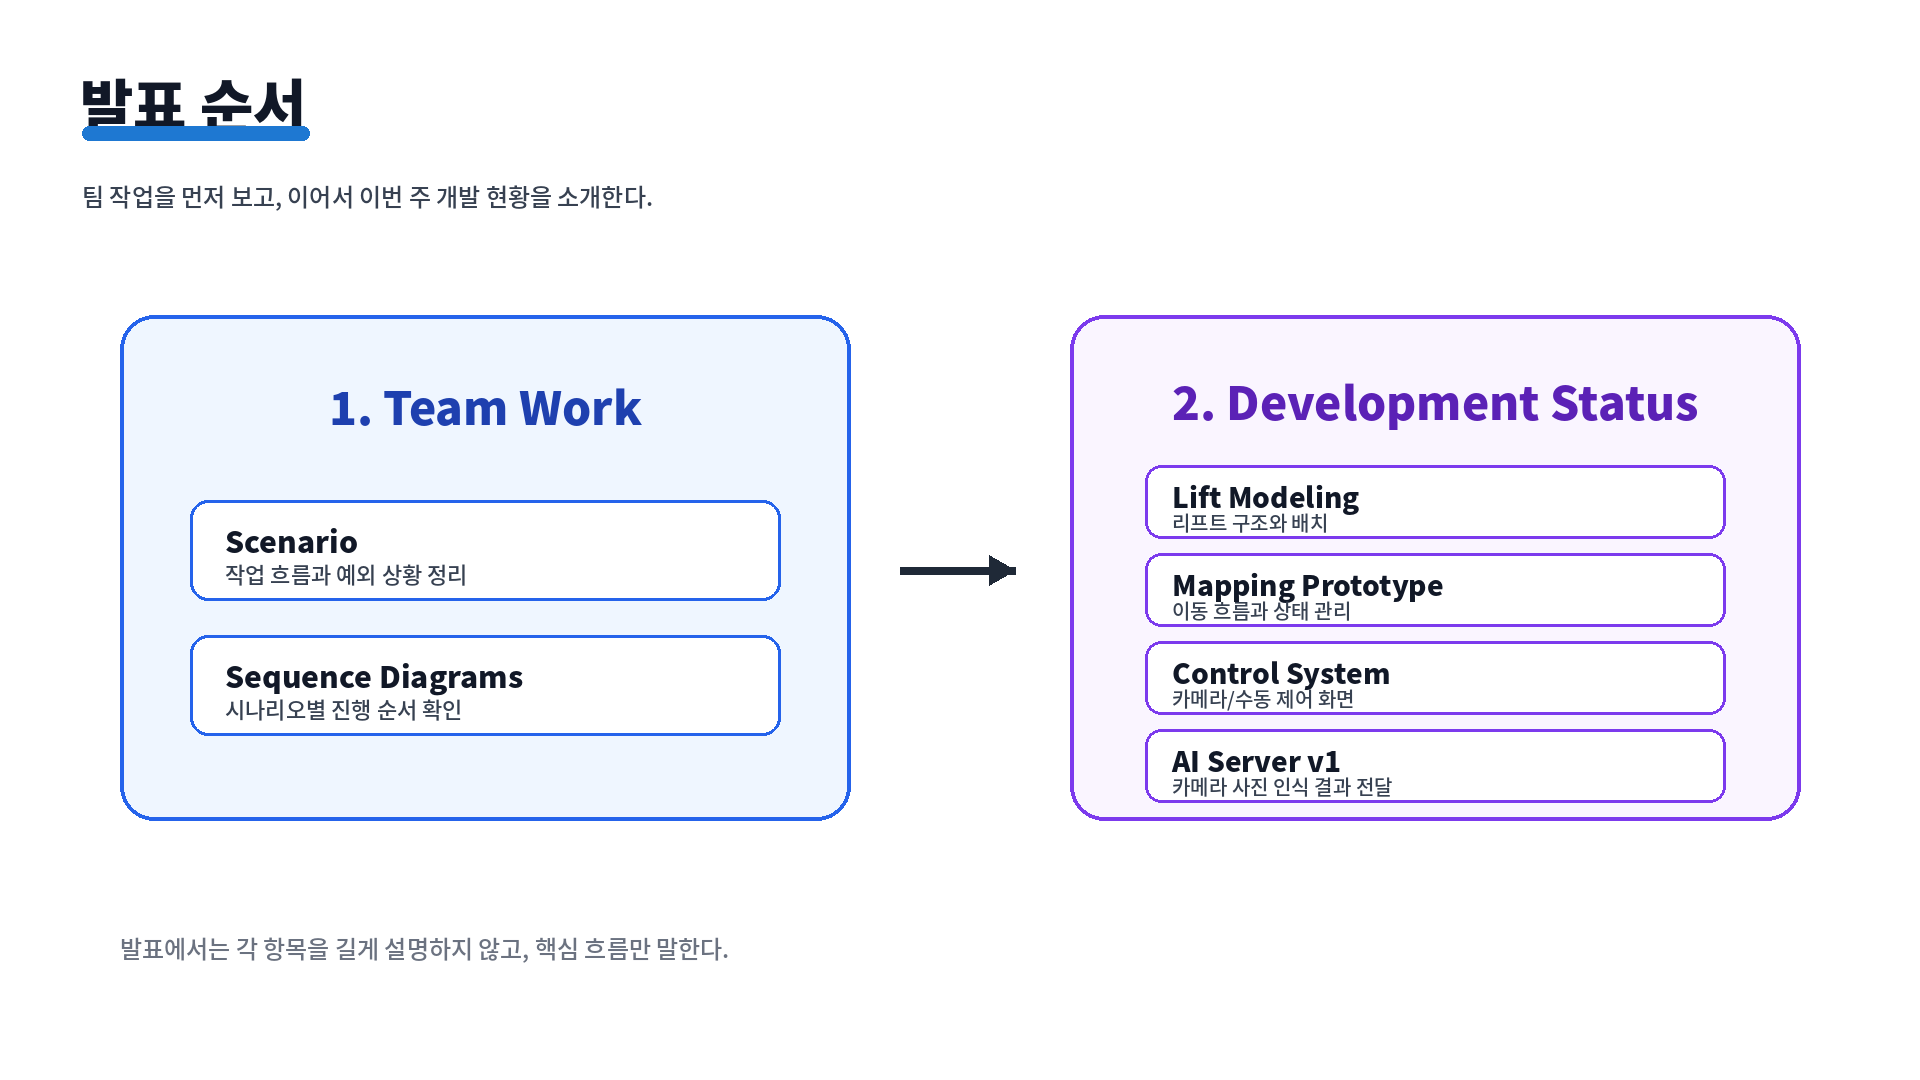 발표 순서
팀 작업을 먼저 보고, 이어서 이번 주 개발 현황을 소개한다.
1. Team Work
Scenario
작업 흐름과 예외 상황 정리
Sequence Diagrams
시나리오별 진행 순서 확인
2. Development Status
Lift Modeling
리프트 구조와 배치
Mapping Prototype
이동 흐름과 상태 관리
Control System
카메라/수동 제어 화면
AI Server v1
카메라 사진 인식 결과 전달
발표에서는 각 항목을 길게 설명하지 않고, 핵심 흐름만 말한다.